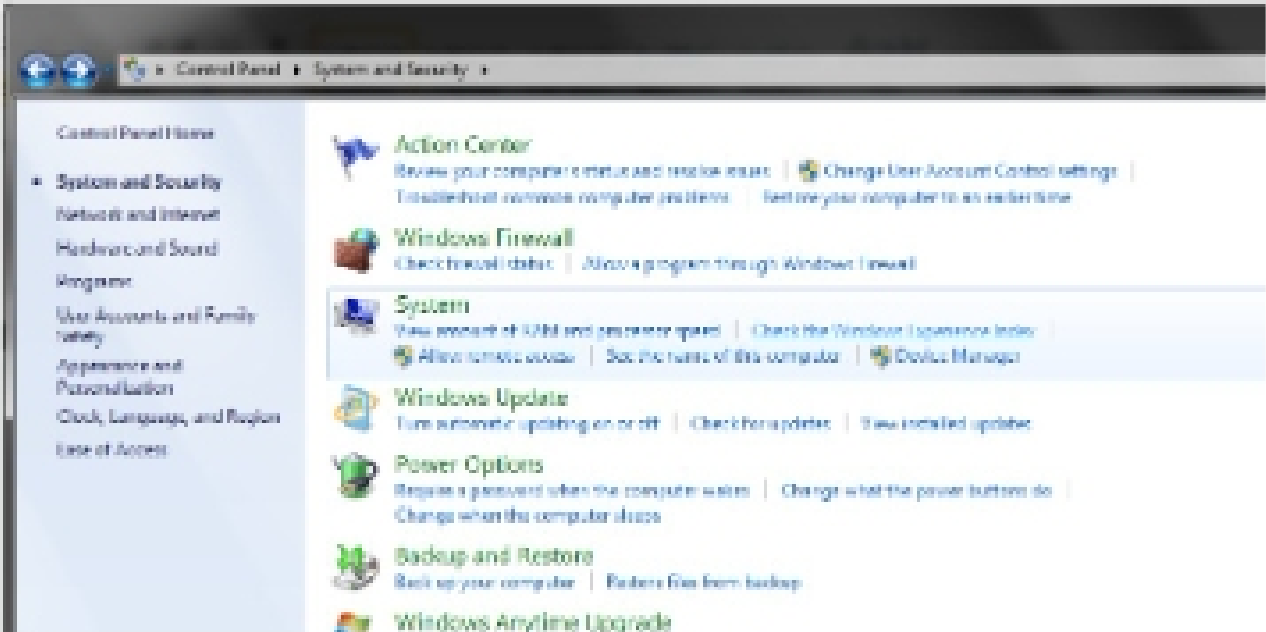 Control Panel ▸ System and Security ▸
Control Panel Home
System and Security
Network and Internet
Hardware and Sound
Programs
User Accounts and Family
Safety
Appearance and
Personalization
Clock, Language, and Region
Ease of Access
Action Center
Review your computer's status and resolve issues | Change User Account Control settings
Troubleshoot common computer problems | Restore your computer to an earlier time
Windows Firewall
Check firewall status | Allow a program through Windows Firewall
System
View amount of RAM and processor speed | Check the Windows Experience Index
Allow remote access | See the name of this computer | Device Manager
Windows Update
Turn automatic updating on or off | Check for updates | View installed updates
Power Options
Require a password when the computer wakes | Change what the power buttons do
Change when the computer sleeps
Backup and Restore
Back up your computer | Restore files from backup
Windows Anytime Upgrade